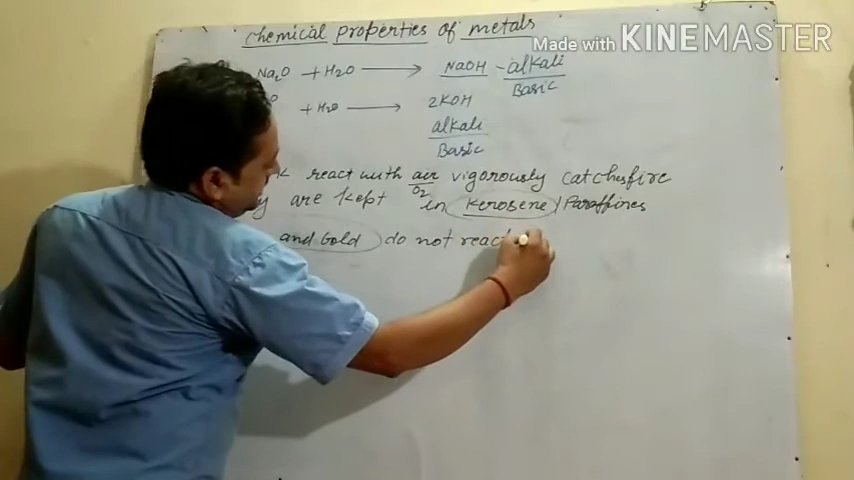 chemical properties of metals
Made with KINEMASTER
Na₂O + H₂O ⟶ NaOH - alkali
Basic
O + H₂O ⟶ 2KOH
alkali
Basic
K react with air vigorously catches fire
O₂
y are kept in Kerosene / Paraffines
and Gold do not react